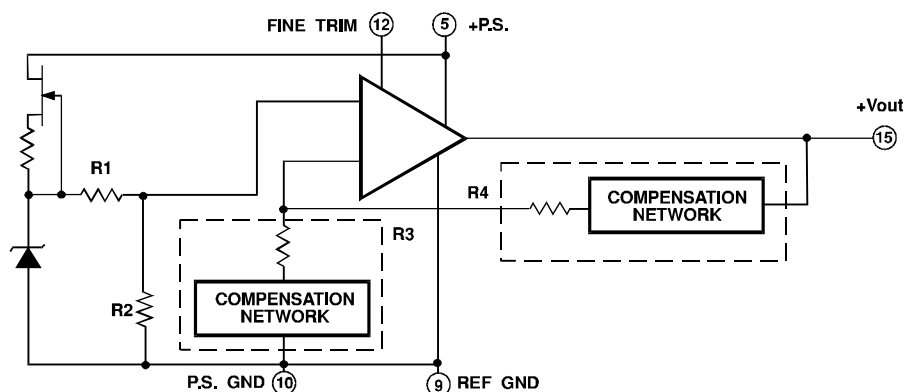 FINE TRIM 12 5 +P.S.
+Vout
15
R1
R4
COMPENSATION
NETWORK
R3
COMPENSATION
NETWORK
R2
P.S. GND 10 9 REF GND